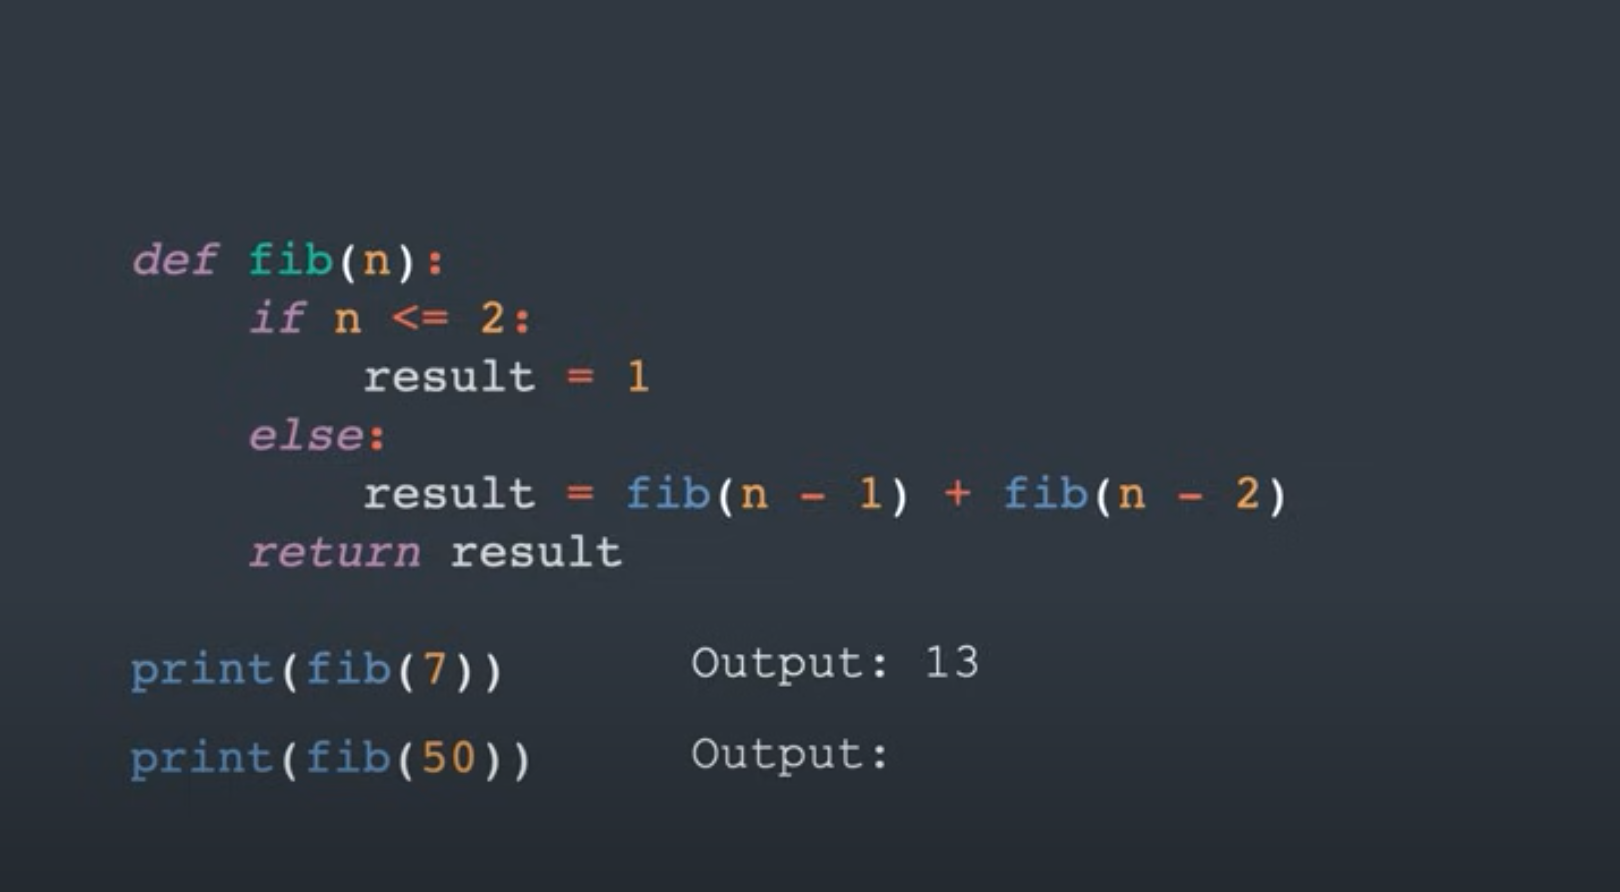 def fib(n):
    if n <= 2:
        result = 1
    else:
        result = fib(n - 1) + fib(n - 2)
    return result
print(fib(7)) Output: 13
print(fib(50)) Output: